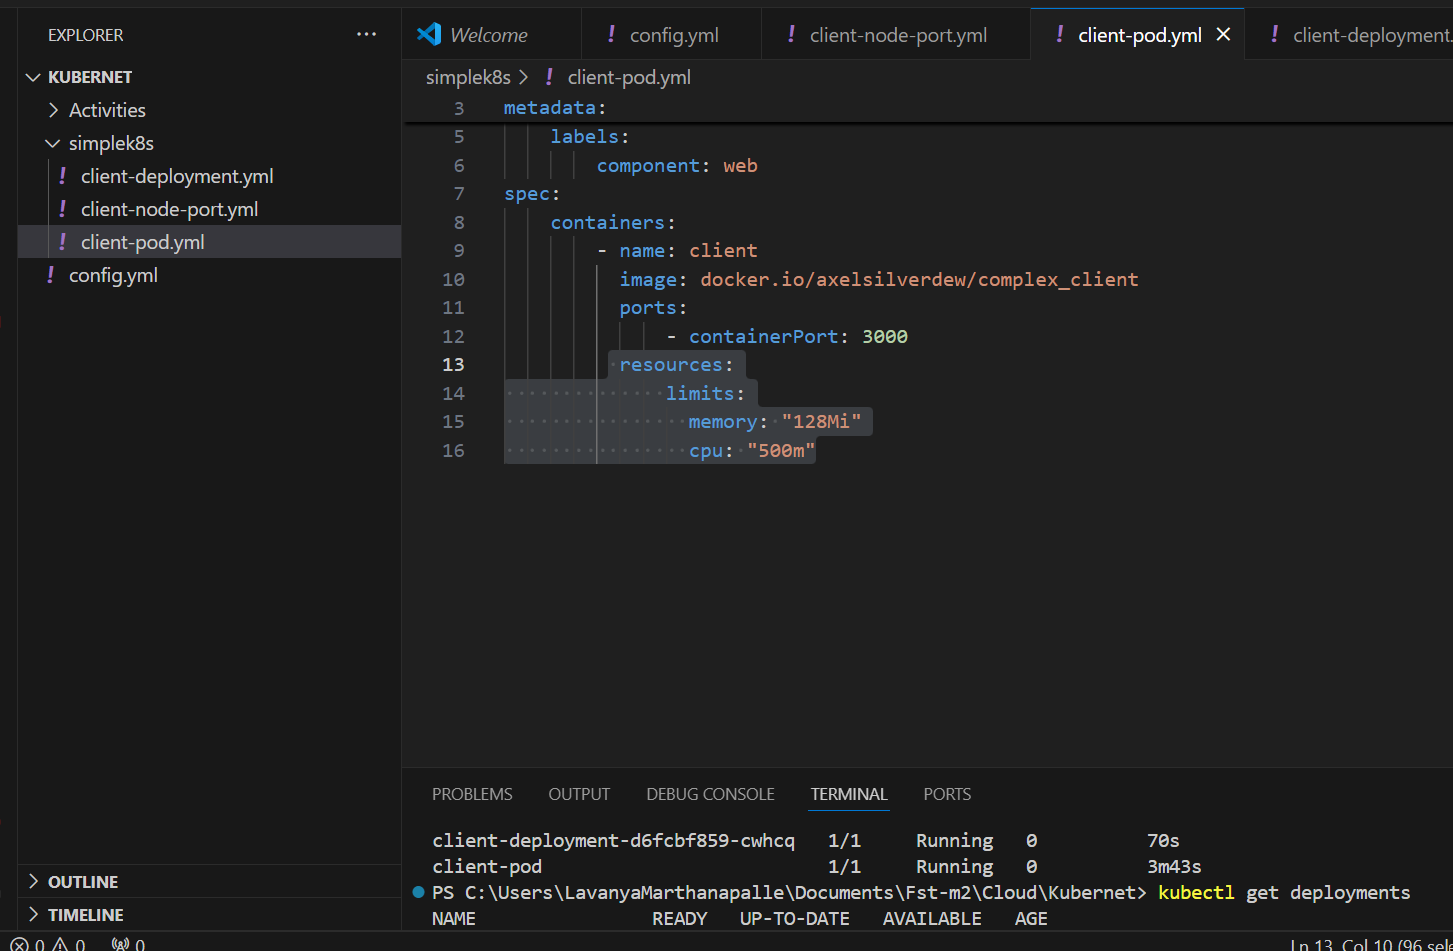 EXPLORER
KUBERNET
Activities
simplek8s
! client-deployment.yml
! client-node-port.yml
! client-pod.yml
! config.yml
OUTLINE
TIMELINE
Welcome ! config.yml ! client-node-port.yml ! client-pod.yml × ! client-deployment.
simplek8s > ! client-pod.yml
3 metadata:
5 labels:
6 component: web
7 spec:
8 containers:
9 - name: client
10 image: docker.io/axelsilverdew/complex_client
11 ports:
12 - containerPort: 3000
13 resources:
14 limits:
15 memory: "128Mi"
16 cpu: "500m"
PROBLEMS OUTPUT DEBUG CONSOLE TERMINAL PORTS
client-deployment-d6fcbf859-cwhcq 1/1 Running 0 70s
client-pod 1/1 Running 0 3m43s
PS C:\Users\LavanyaMarthanapalle\Documents\Fst-m2\Cloud\Kubernet> kubectl get deployments
NAME READY UP-TO-DATE AVAILABLE AGE
0 0 0 Ln 13, Col 10 (96 sele